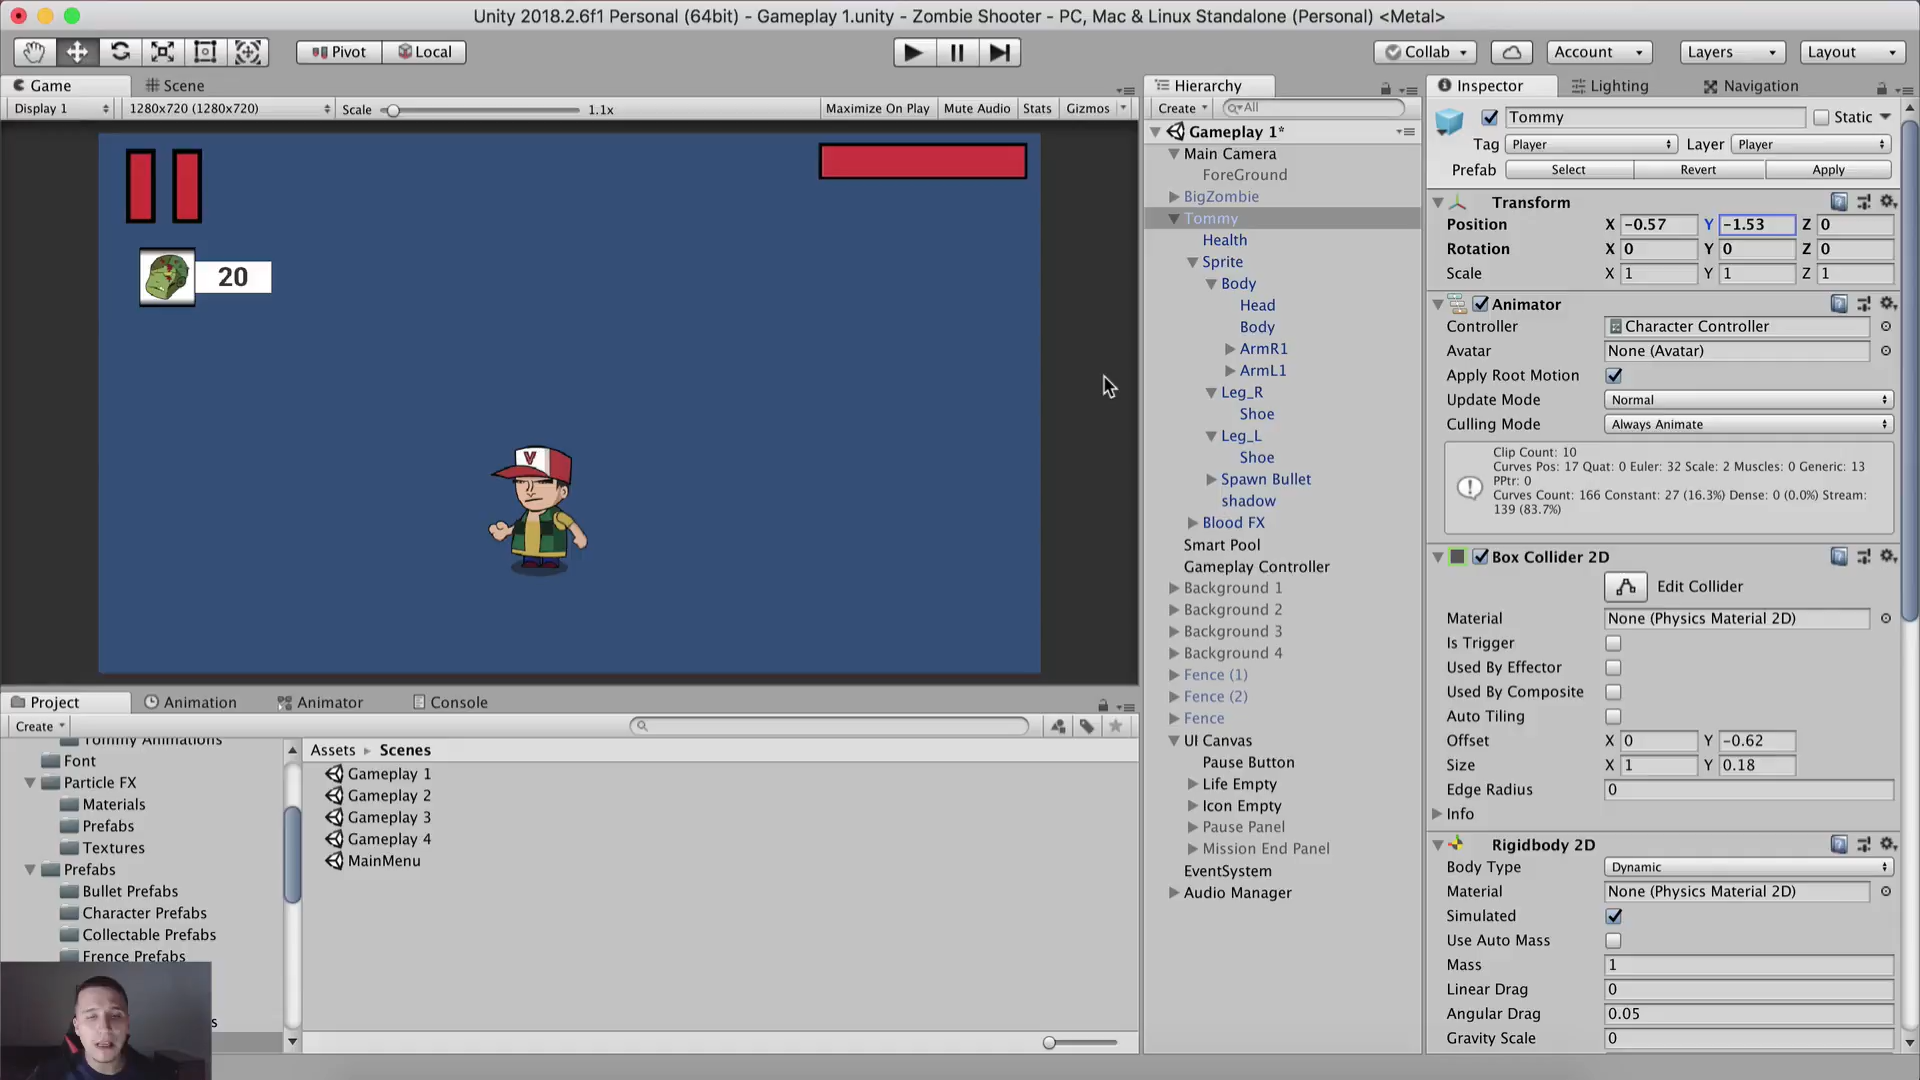 Unity 2018.2.6f1 Personal (64bit) - Gameplay 1.unity - Zombie Shooter - PC, Mac & Linux Standalone (Personal) <Metal>
Pivot Local Collab Account Layers Layout
Game Scene
Display 1 1280x720 (1280x720) Scale 1.1x Maximize On Play Mute Audio Stats Gizmos
20
V
Hierarchy
Create All
Gameplay 1*
Main Camera
ForeGround
BigZombie
Tommy
Health
Sprite
Body
Head
Body
ArmR1
ArmL1
Leg_R
Shoe
Leg_L
Shoe
Spawn Bullet
shadow
Blood FX
Smart Pool
Gameplay Controller
Background 1
Background 2
Background 3
Background 4
Fence (1)
Fence (2)
Fence
UI Canvas
Pause Button
Life Empty
Icon Empty
Pause Panel
Mission End Panel
EventSystem
Audio Manager
Inspector Lighting Navigation
Tommy Static
Tag Player Layer Player
Prefab Select Revert Apply
Transform
Position X -0.57 Y -1.53 Z 0
Rotation X 0 Y 0 Z 0
Scale X 1 Y 1 Z 1
Animator
Controller Character Controller
Avatar None (Avatar)
Apply Root Motion
Update Mode Normal
Culling Mode Always Animate
Clip Count: 10
Curves Pos: 17 Quat: 0 Euler: 32 Scale: 2 Muscles: 0 Generic: 13
PPtr: 0
Curves Count: 166 Constant: 27 (16.3%) Dense: 0 (0.0%) Stream:
139 (83.7%)
Box Collider 2D
Edit Collider
Material None (Physics Material 2D)
Is Trigger
Used By Effector
Used By Composite
Auto Tiling
Offset X 0 Y -0.62
Size X 1 Y 0.18
Edge Radius 0
Info
Rigidbody 2D
Body Type Dynamic
Material None (Physics Material 2D)
Simulated
Use Auto Mass
Mass 1
Linear Drag 0
Angular Drag 0.05
Gravity Scale 0
Project Animation Animator Console
Create
Tommy Animations
Font
Particle FX
Materials
Prefabs
Textures
Prefabs
Bullet Prefabs
Character Prefabs
Collectable Prefabs
Frence Prefabs
Assets Scenes
Gameplay 1
Gameplay 2
Gameplay 3
Gameplay 4
MainMenu